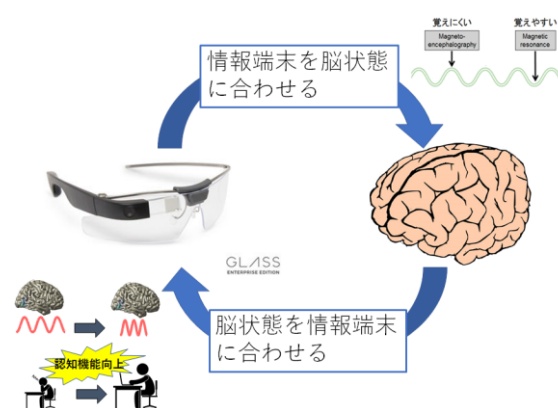 覚えにくい
Magneto-
encephalography
覚えやすい
Magnetic
resonance
情報端末を脳状態
に合わせる
GLASS
ENTERPRISE EDITION
脳状態を情報端末
に合わせる
認知機能向上